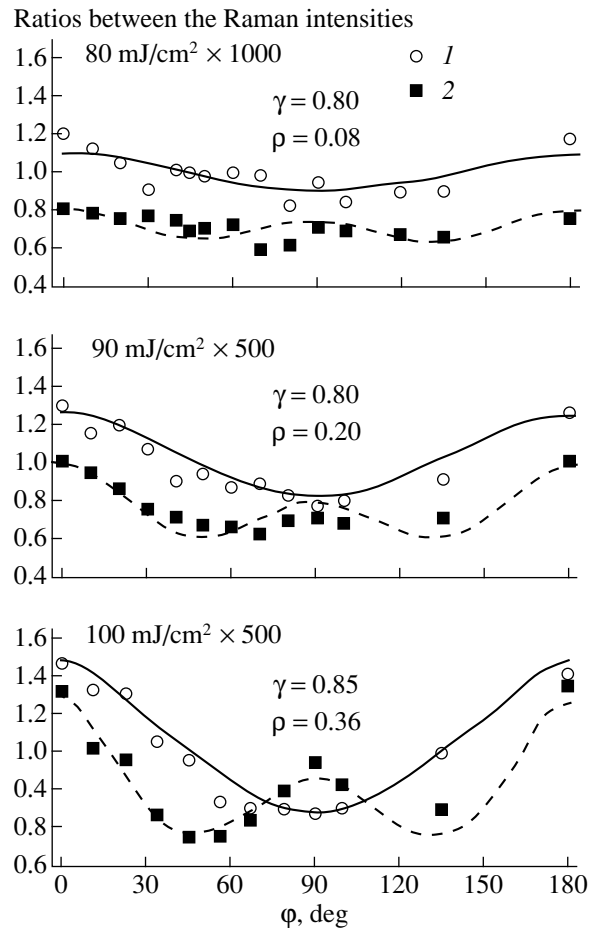 Ratios between the Raman intensities
80 mJ/cm² × 1000
1
2
γ = 0.80
ρ = 0.08
1.6
1.2
1.0
0.8
0.6
0.4
90 mJ/cm² × 500
γ = 0.80
ρ = 0.20
1.6
1.2
1.0
0.8
0.6
0.4
100 mJ/cm² × 500
γ = 0.85
ρ = 0.36
1.6
1.4
1.2
1.0
0.4
0.8
0.6
0 30 60 90 120 150 180
φ, deg